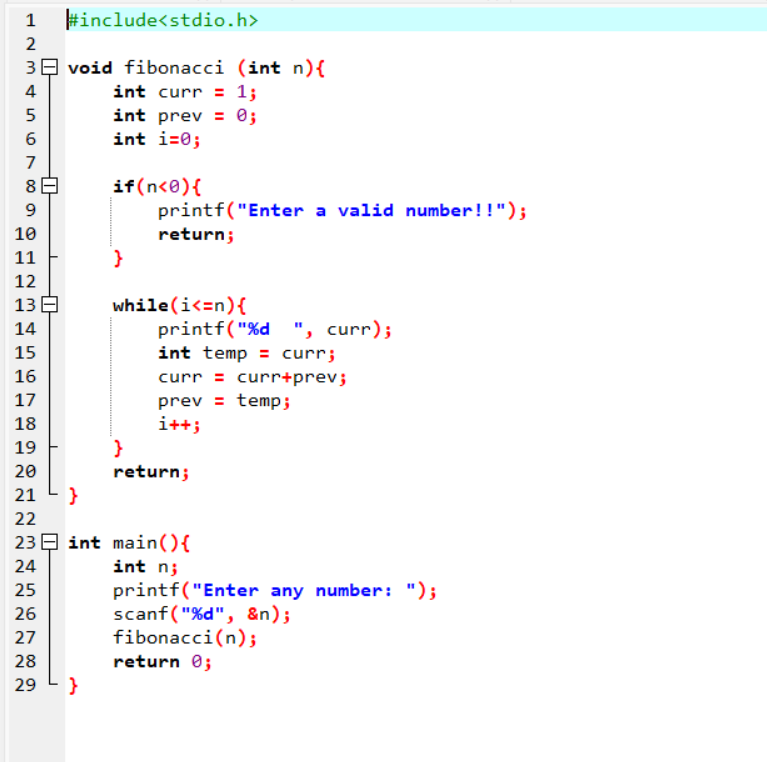 1 #include<stdio.h>
2
3 void fibonacci (int n){
4     int curr = 1;
5     int prev = 0;
6     int i=0;
7
8     if(n<0){
9         printf("Enter a valid number!!");
10         return;
11     }
12
13     while(i<=n){
14         printf("%d  ", curr);
15         int temp = curr;
16         curr = curr+prev;
17         prev = temp;
18         i++;
19     }
20     return;
21 }
22
23 int main(){
24     int n;
25     printf("Enter any number: ");
26     scanf("%d", &n);
27     fibonacci(n);
28     return 0;
29 }